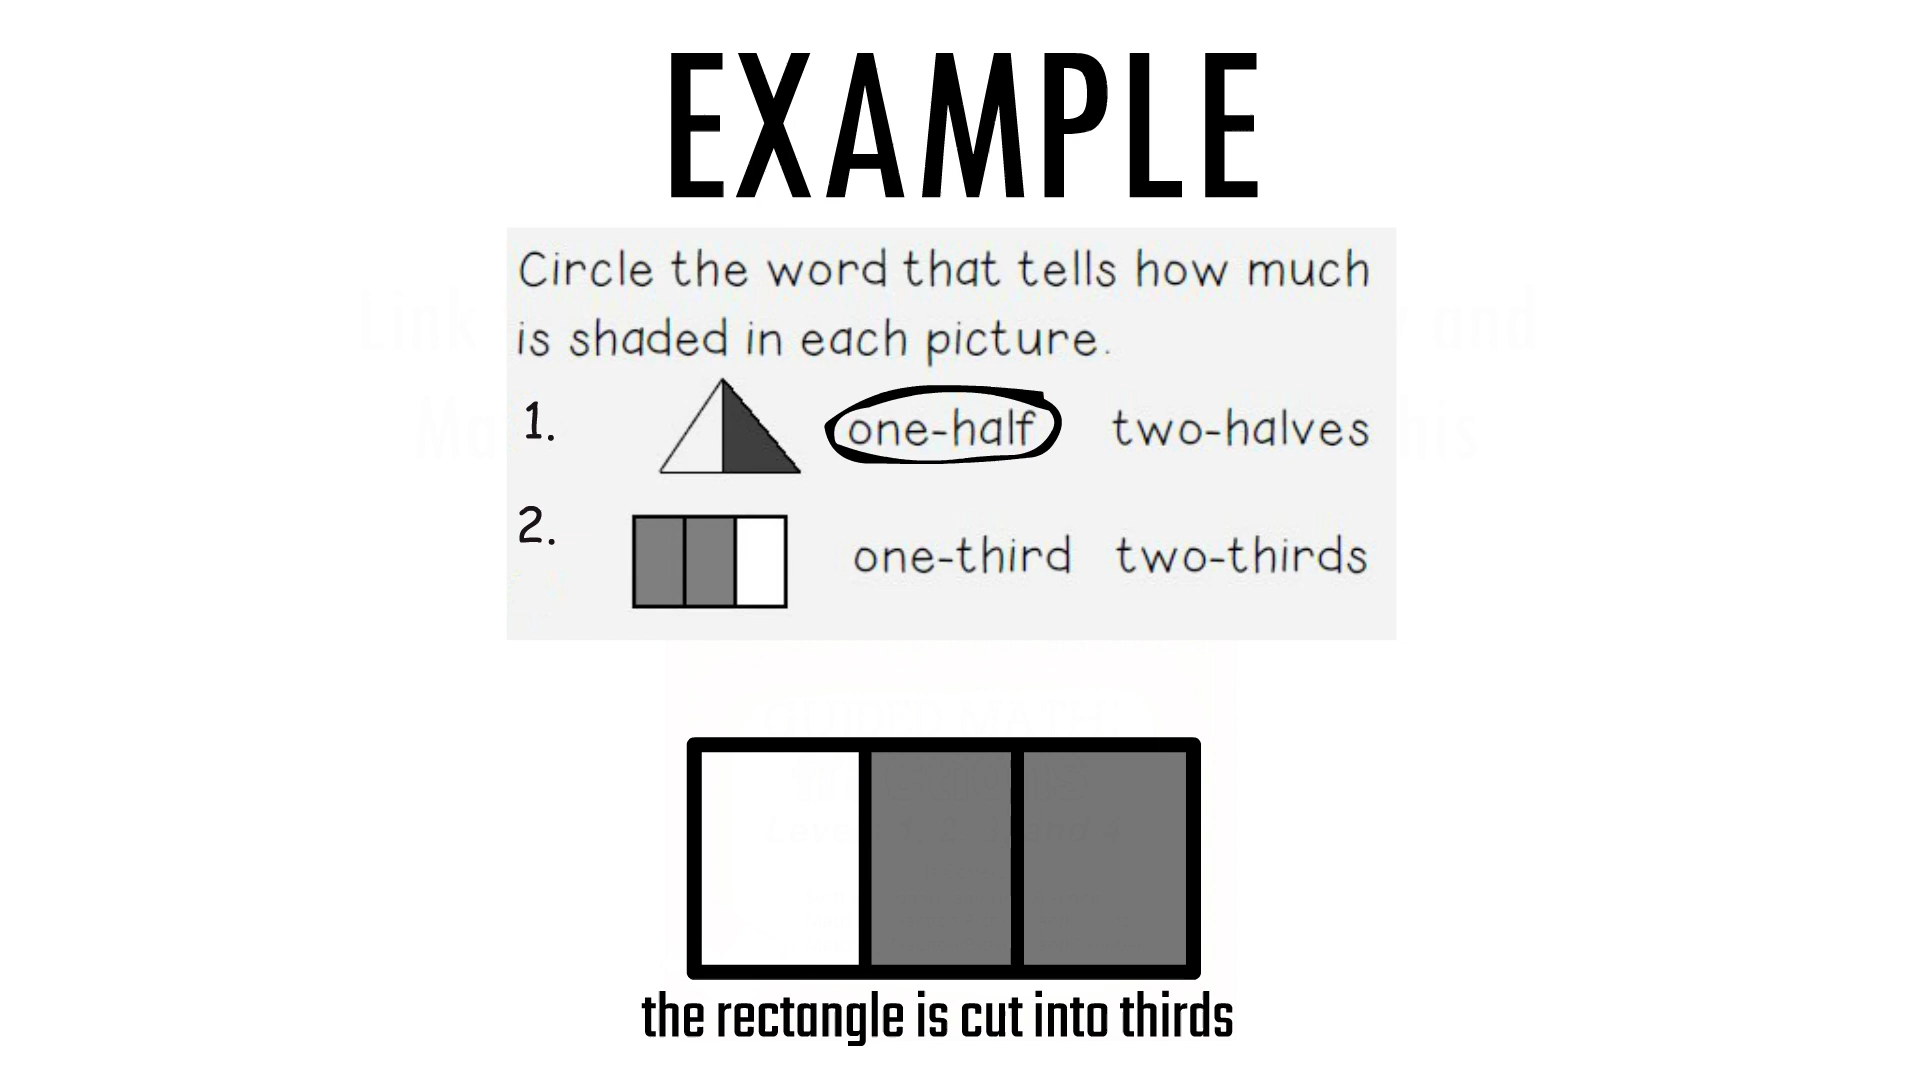 EXAMPLE
Circle the word that tells how much
is shaded in each picture.
1. one-half two-halves
2. one-third two-thirds
the rectangle is cut into thirds